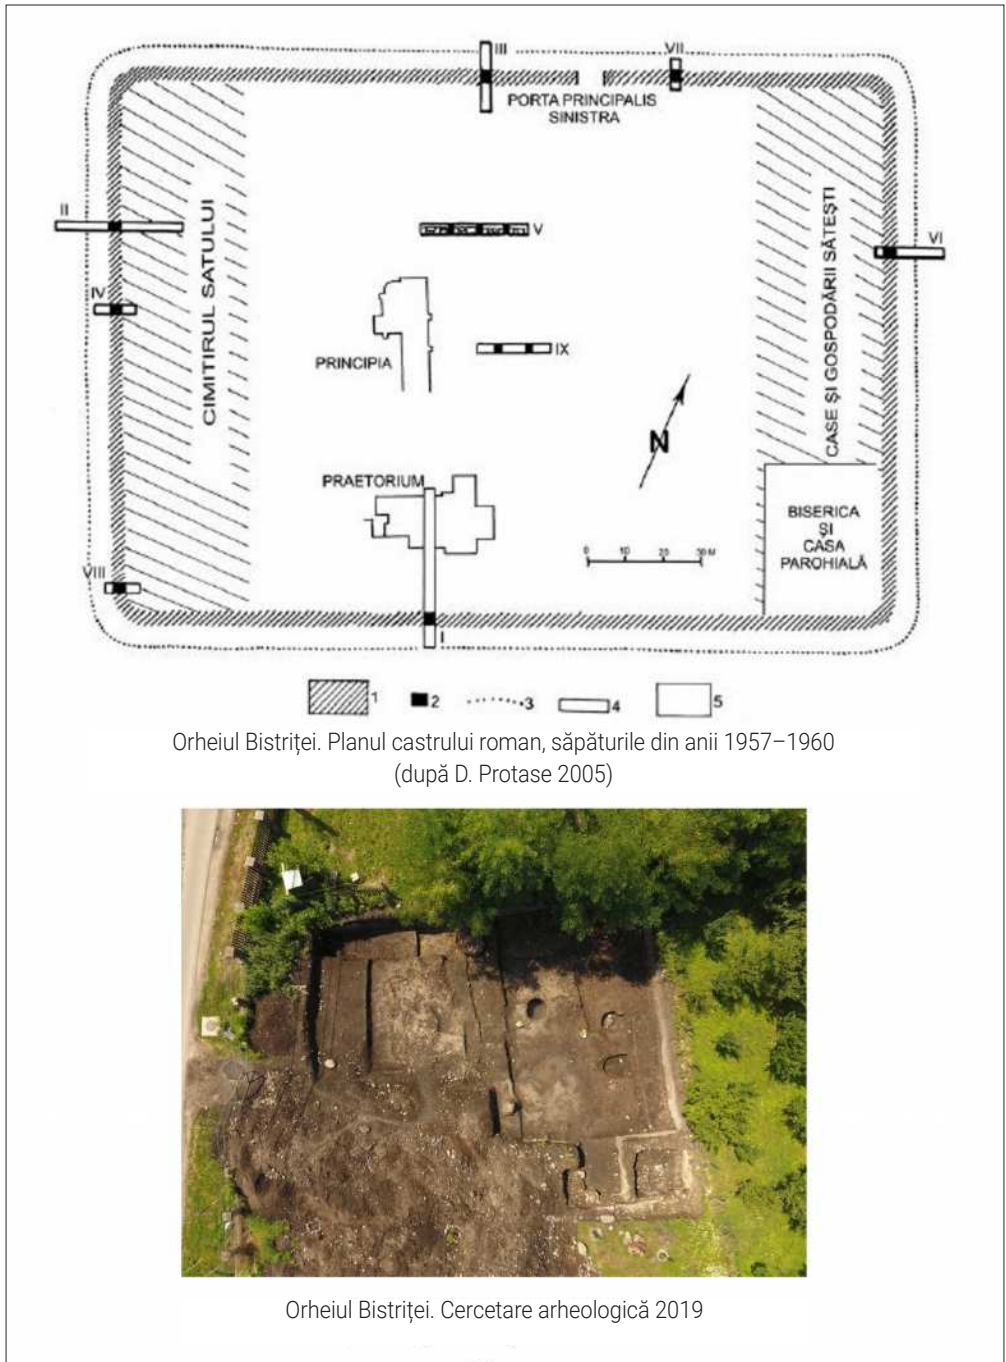 III
VII
PORTA PRINCIPALIS
SINISTRA
II
V
VI
IV
CIMITIRUL SATULUI
CASE ȘI GOSPODĂRII SĂTEȘTI
PRINCIPIA
IX
N
PRAETORIUM
BISERICA
ȘI
CASA
PAROHIALĂ
0 10 20 30 M
VIII
I
1 2 3 4 5
Orheiul Bistriței. Planul castrului roman, săpăturile din anii 1957–1960
(după D. Protase 2005)
Orheiul Bistriței. Cercetare arheologică 2019